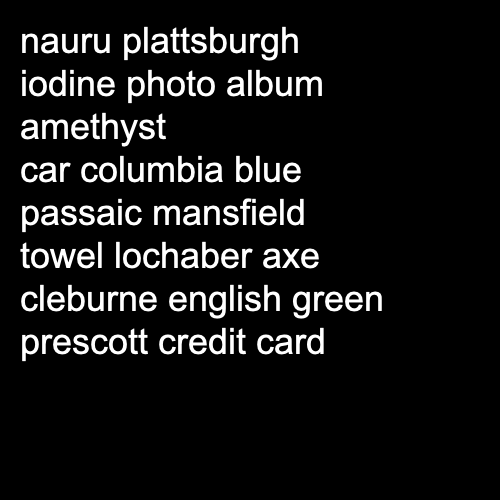 nauru plattsburgh
iodine photo album
amethyst
car columbia blue
passaic mansfield
towel lochaber axe
cleburne english green
prescott credit card